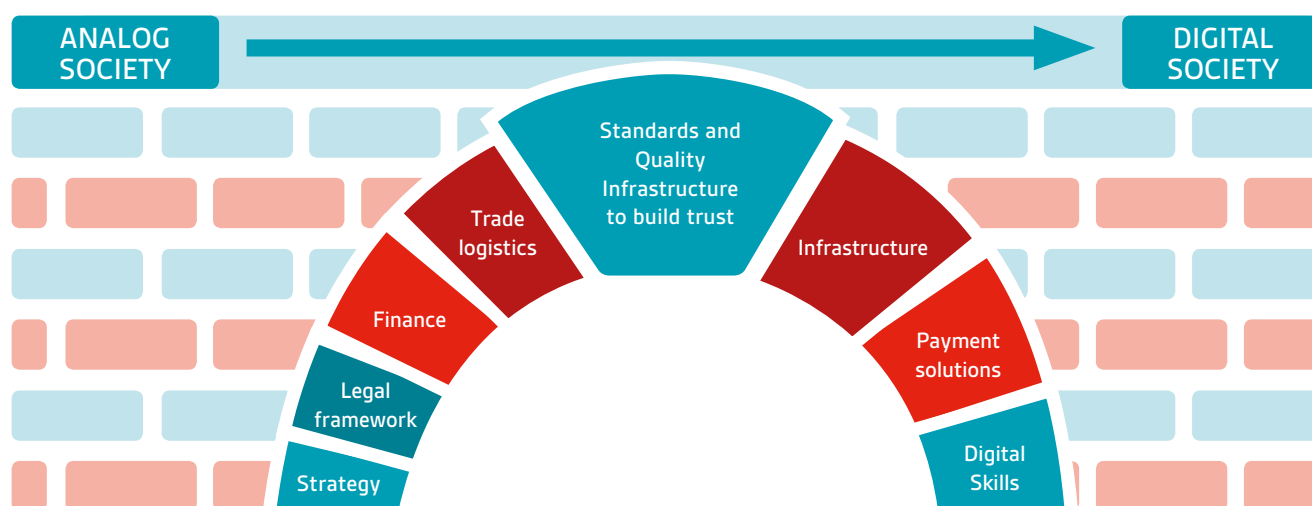 ANALOG
SOCIETY
DIGITAL
SOCIETY
Standards and
Quality
Infrastructure
to build trust
Trade
logistics
Infrastructure
Finance
Payment
solutions
Legal
framework
Digital
Skills
Strategy